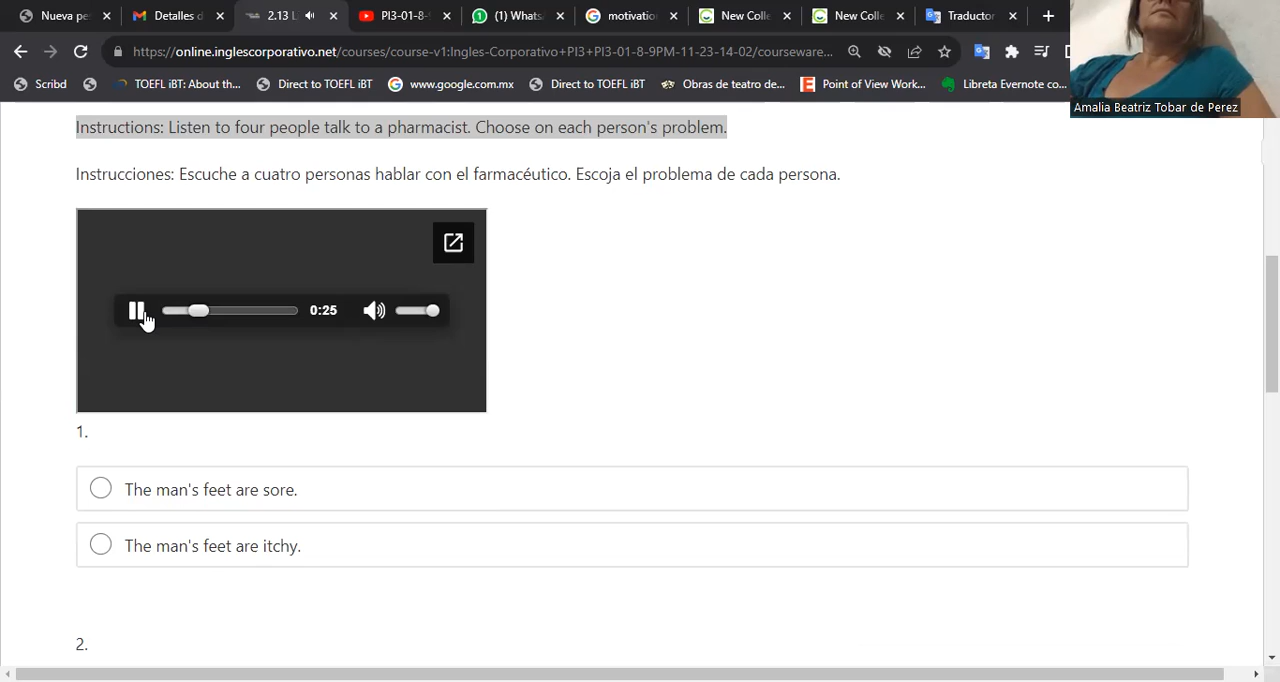 Nueva pe
Detalles d
2.13 L
PI3-01-8-
(1) Whats
motivatio
New Colle
New Colle
Traductor
https://online.inglescorporativo.net/courses/course-v1:Ingles-Corporativo+PI3+PI3-01-8-9PM-11-23-14-02/courseware...
Scribd
TOEFL iBT: About th...
Direct to TOEFL iBT
www.google.com.mx
Direct to TOEFL iBT
Obras de teatro de...
Point of View Work...
Libreta Evernote co...
Amalia Beatriz Tobar de Perez
Instructions: Listen to four people talk to a pharmacist. Choose on each person's problem.
Instrucciones: Escuche a cuatro personas hablar con el farmacéutico. Escoja el problema de cada persona.
0:25
1.
The man's feet are sore.
The man's feet are itchy.
2.